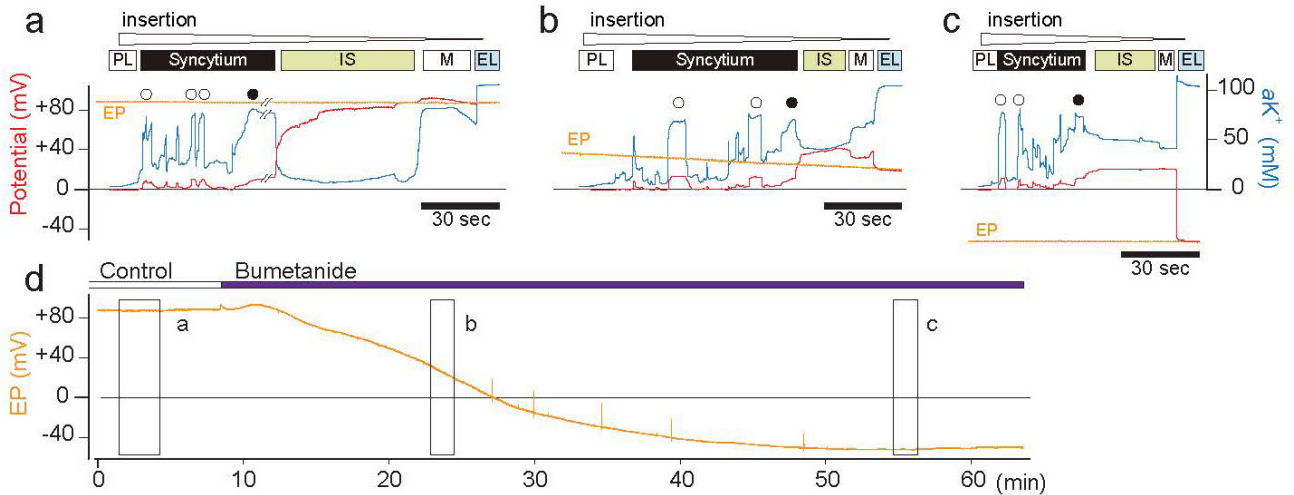 a
insertion
PL Syncytium IS M EL
Potential (mV)
+80
+40
0
-40
EP
30 sec
b
insertion
PL Syncytium IS M EL
EP
30 sec
c
insertion
PL Syncytium IS M EL
EP
30 sec
100
50
0
aK+ (mM)
d
Control Bumetanide
EP (mV)
+80
+40
0
-40
a
b
c
0 10 20 30 40 50 60 (min)